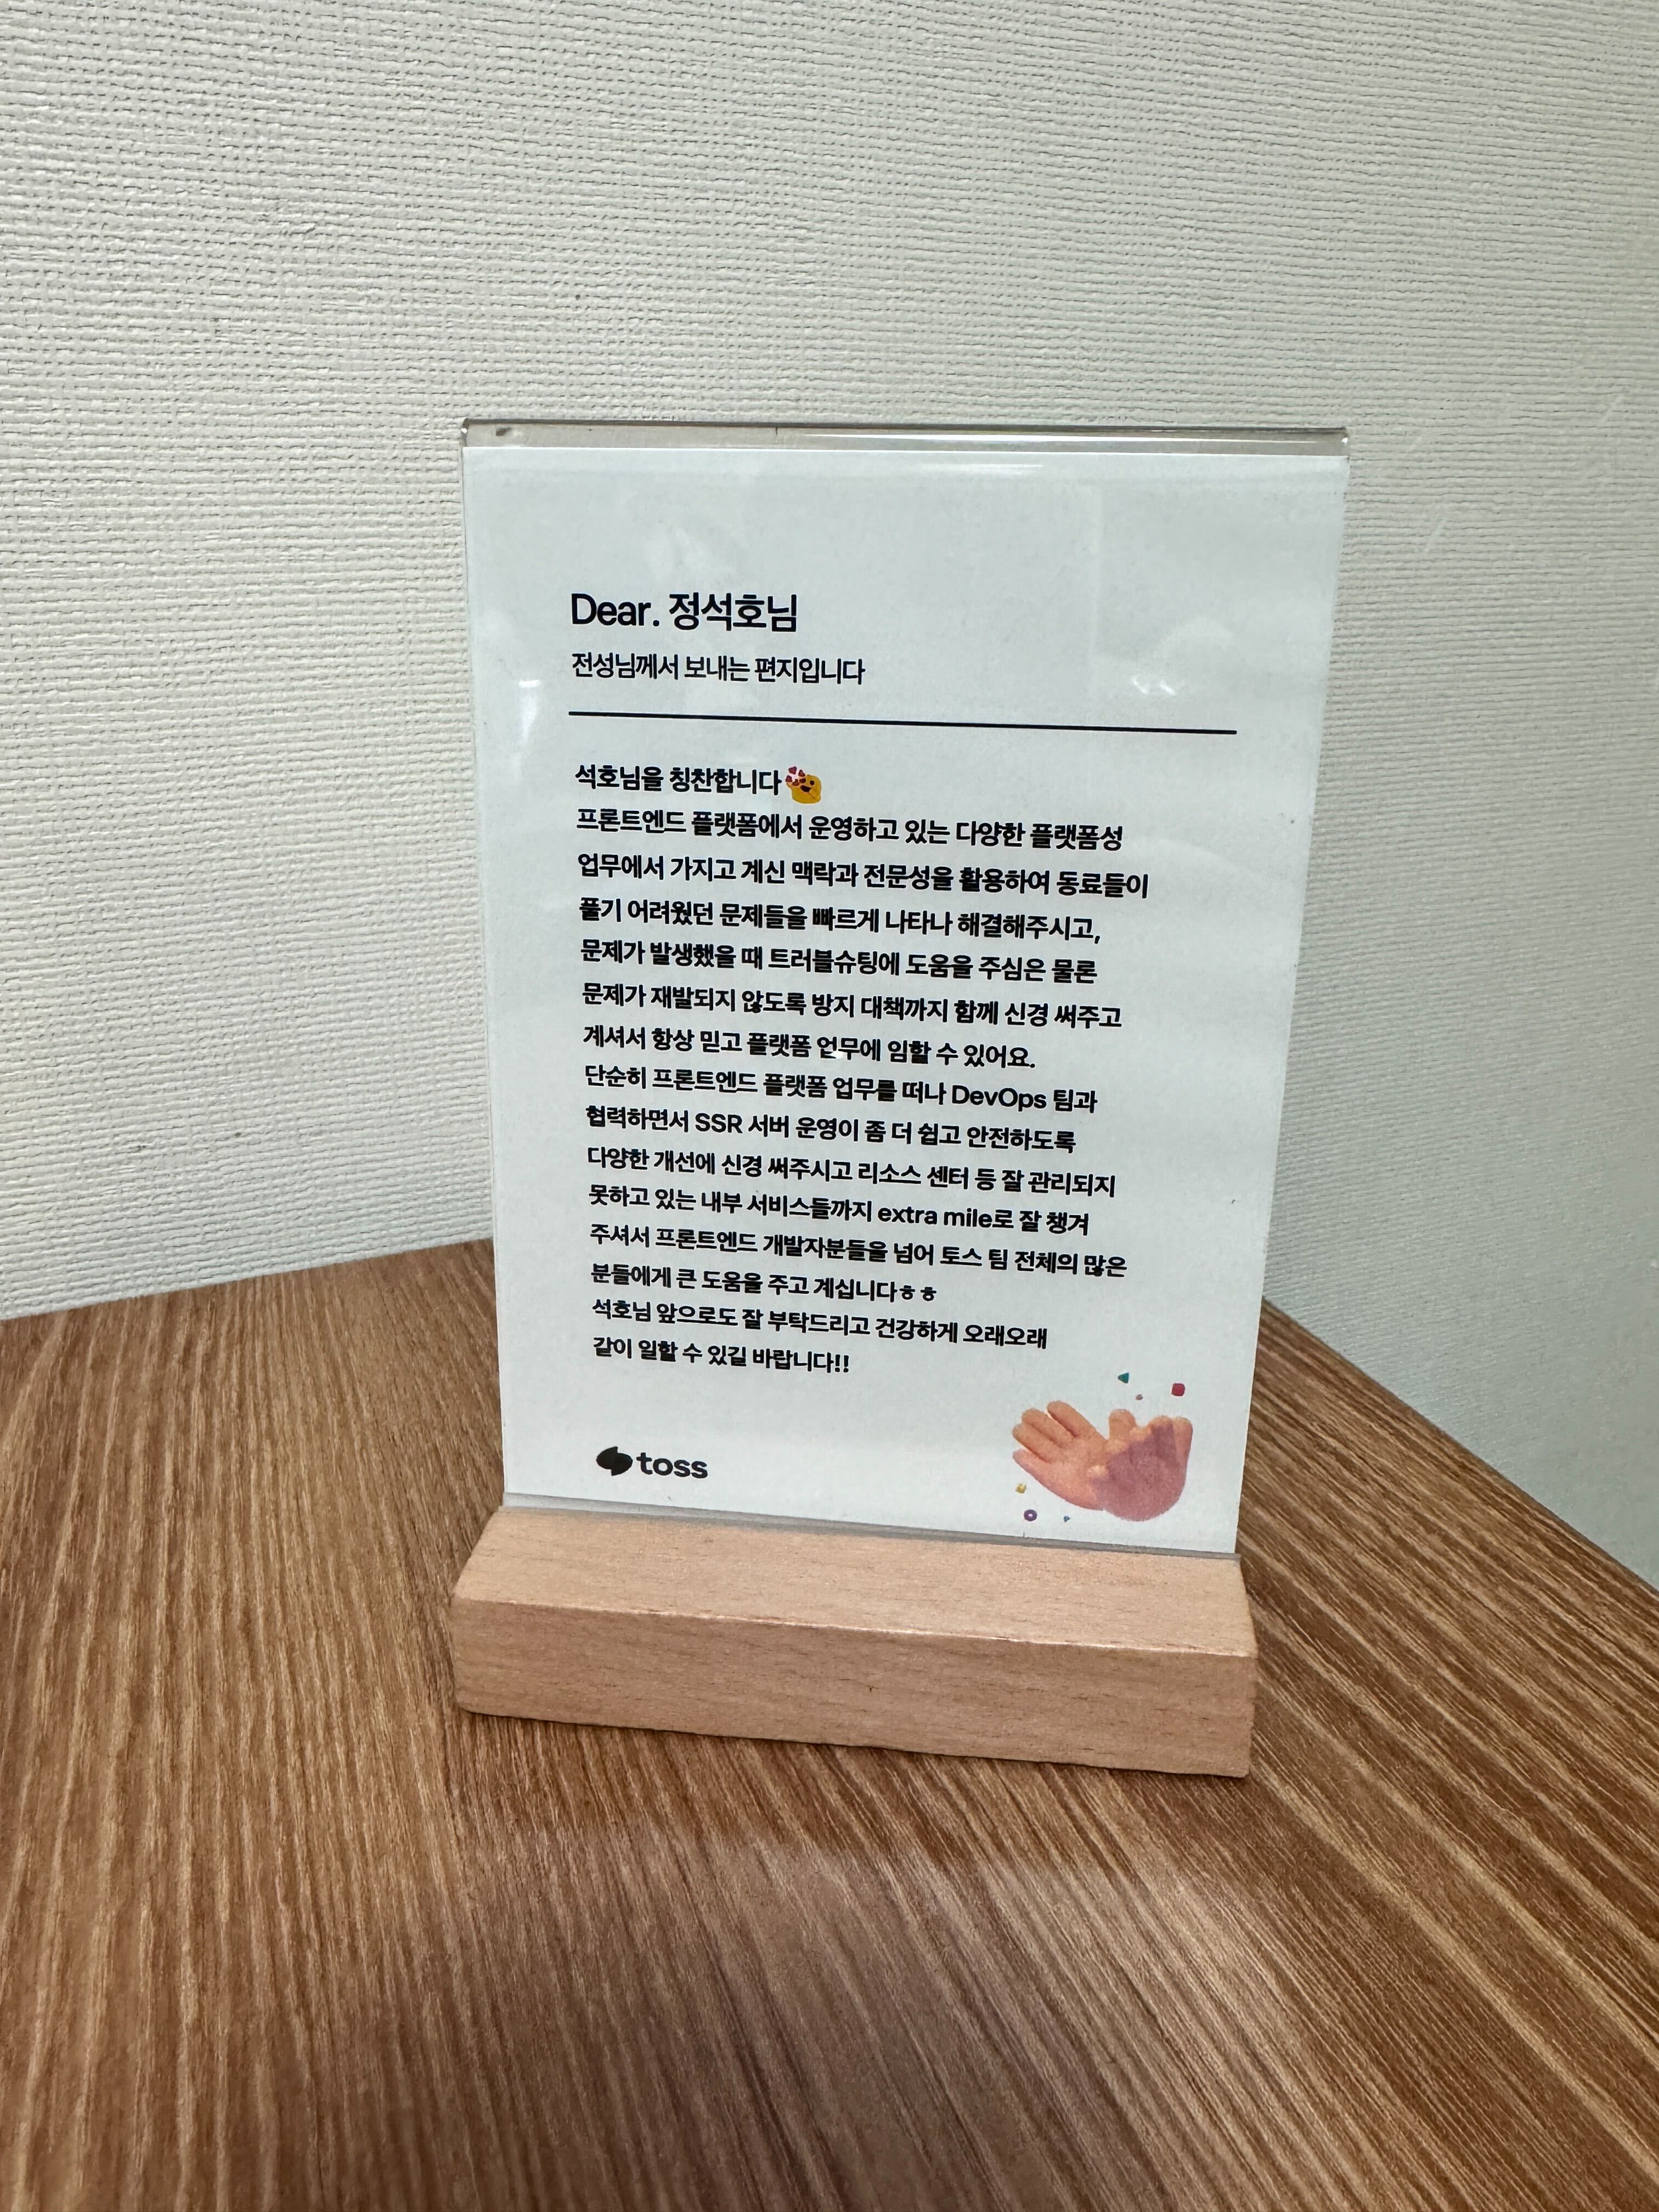 Dear. 정석호님
전성님께서 보내는 편지입니다
석호님을 칭찬합니다
프론트엔드 플랫폼에서 운영하고 있는 다양한 플랫폼성
업무에서 가지고 계신 맥락과 전문성을 활용하여 동료들이
풀기 어려웠던 문제들을 빠르게 나타나 해결해주시고,
문제가 발생했을 때 트러블슈팅에 도움을 주심은 물론
문제가 재발되지 않도록 방지 대책까지 함께 신경 써주고
계셔서 항상 믿고 플랫폼 업무에 임할 수 있어요.
단순히 프론트엔드 플랫폼 업무를 떠나 DevOps 팀과
협력하면서 SSR 서버 운영이 좀 더 쉽고 안전하도록
다양한 개선에 신경 써주시고 리소스 센터 등 잘 관리되지
못하고 있는 내부 서비스들까지 extra mile로 잘 챙겨
주셔서 프론트엔드 개발자분들을 넘어 토스 팀 전체의 많은
분들에게 큰 도움을 주고 계십니다ㅎㅎ
석호님 앞으로도 잘 부탁드리고 건강하게 오래오래
같이 일할 수 있길 바랍니다!!
toss